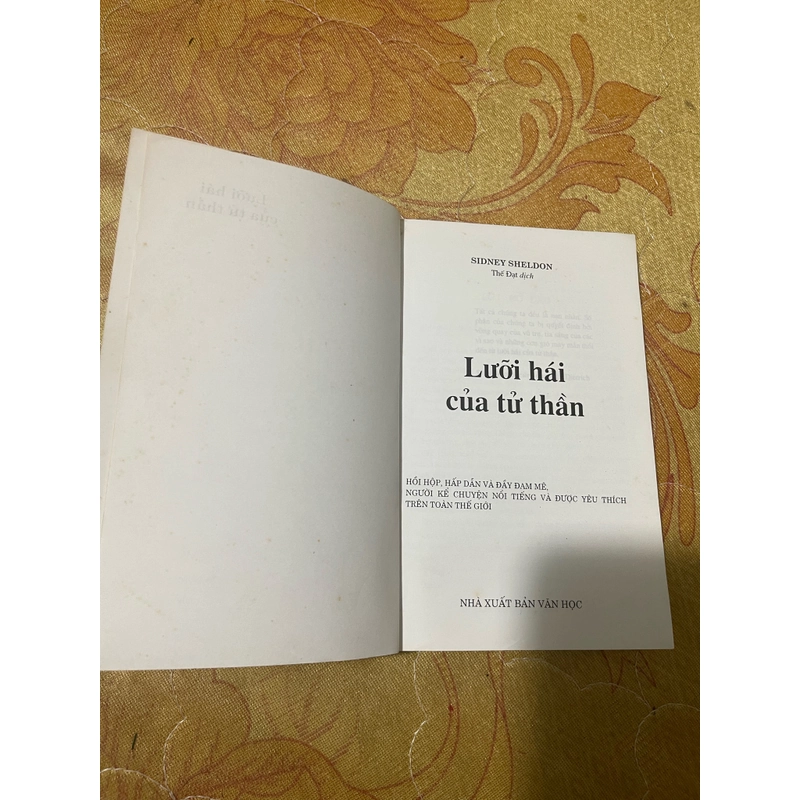 SIDNEY SHELDON
Thế Đạt dịch
Lưỡi hái
của tử thần
HỒI HỘP, HẤP DẪN VÀ ĐẦY ĐAM MÊ,
NGƯỜI KỂ CHUYỆN NỔI TIẾNG VÀ ĐƯỢC YÊU THÍCH
TRÊN TOÀN THẾ GIỚI
NHÀ XUẤT BẢN VĂN HỌC